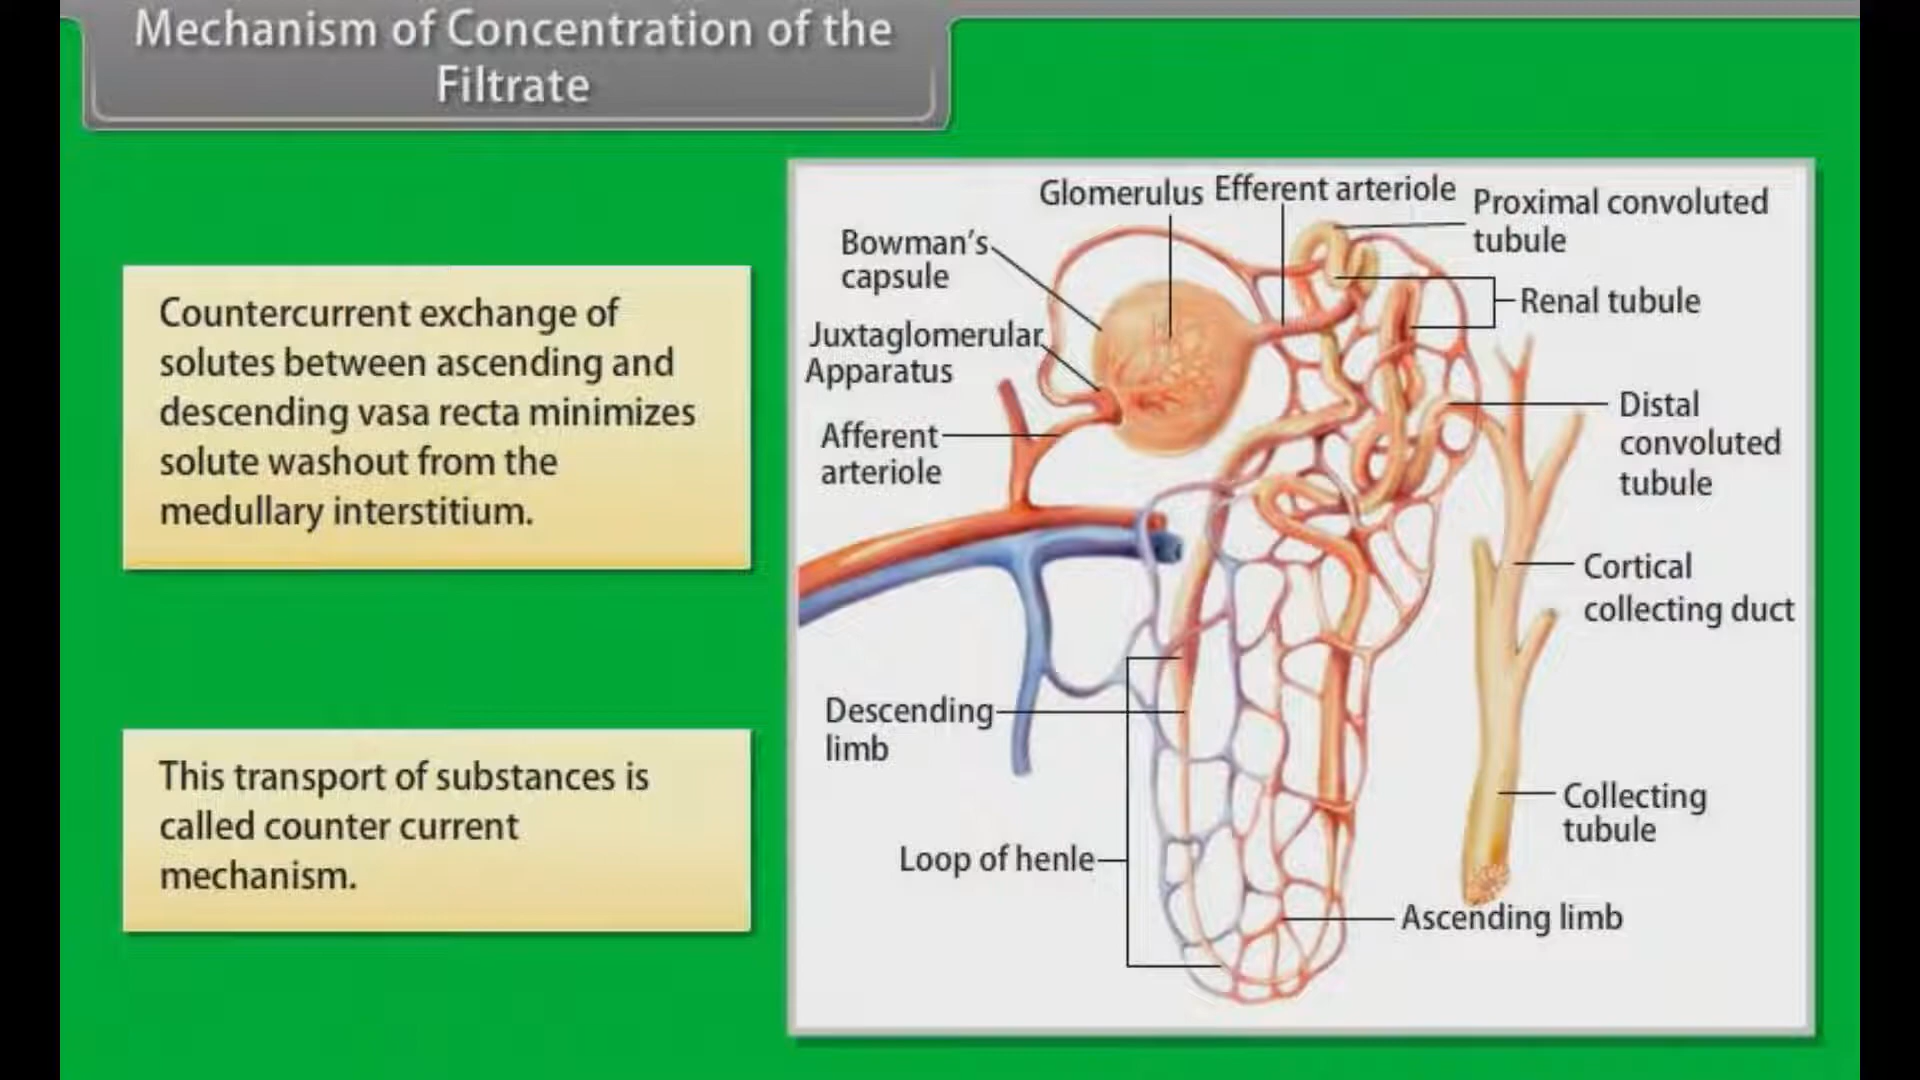 Mechanism of Concentration of the
Filtrate
Countercurrent exchange of
solutes between ascending and
descending vasa recta minimizes
solute washout from the
medullary interstitium.
This transport of substances is
called counter current
mechanism.
Glomerulus
Efferent arteriole
Proximal convoluted
tubule
Bowman's
capsule
Renal tubule
Juxtaglomerular
Apparatus
Distal
convoluted
tubule
Afferent
arteriole
Cortical
collecting duct
Descending
limb
Collecting
tubule
Loop of henle
Ascending limb